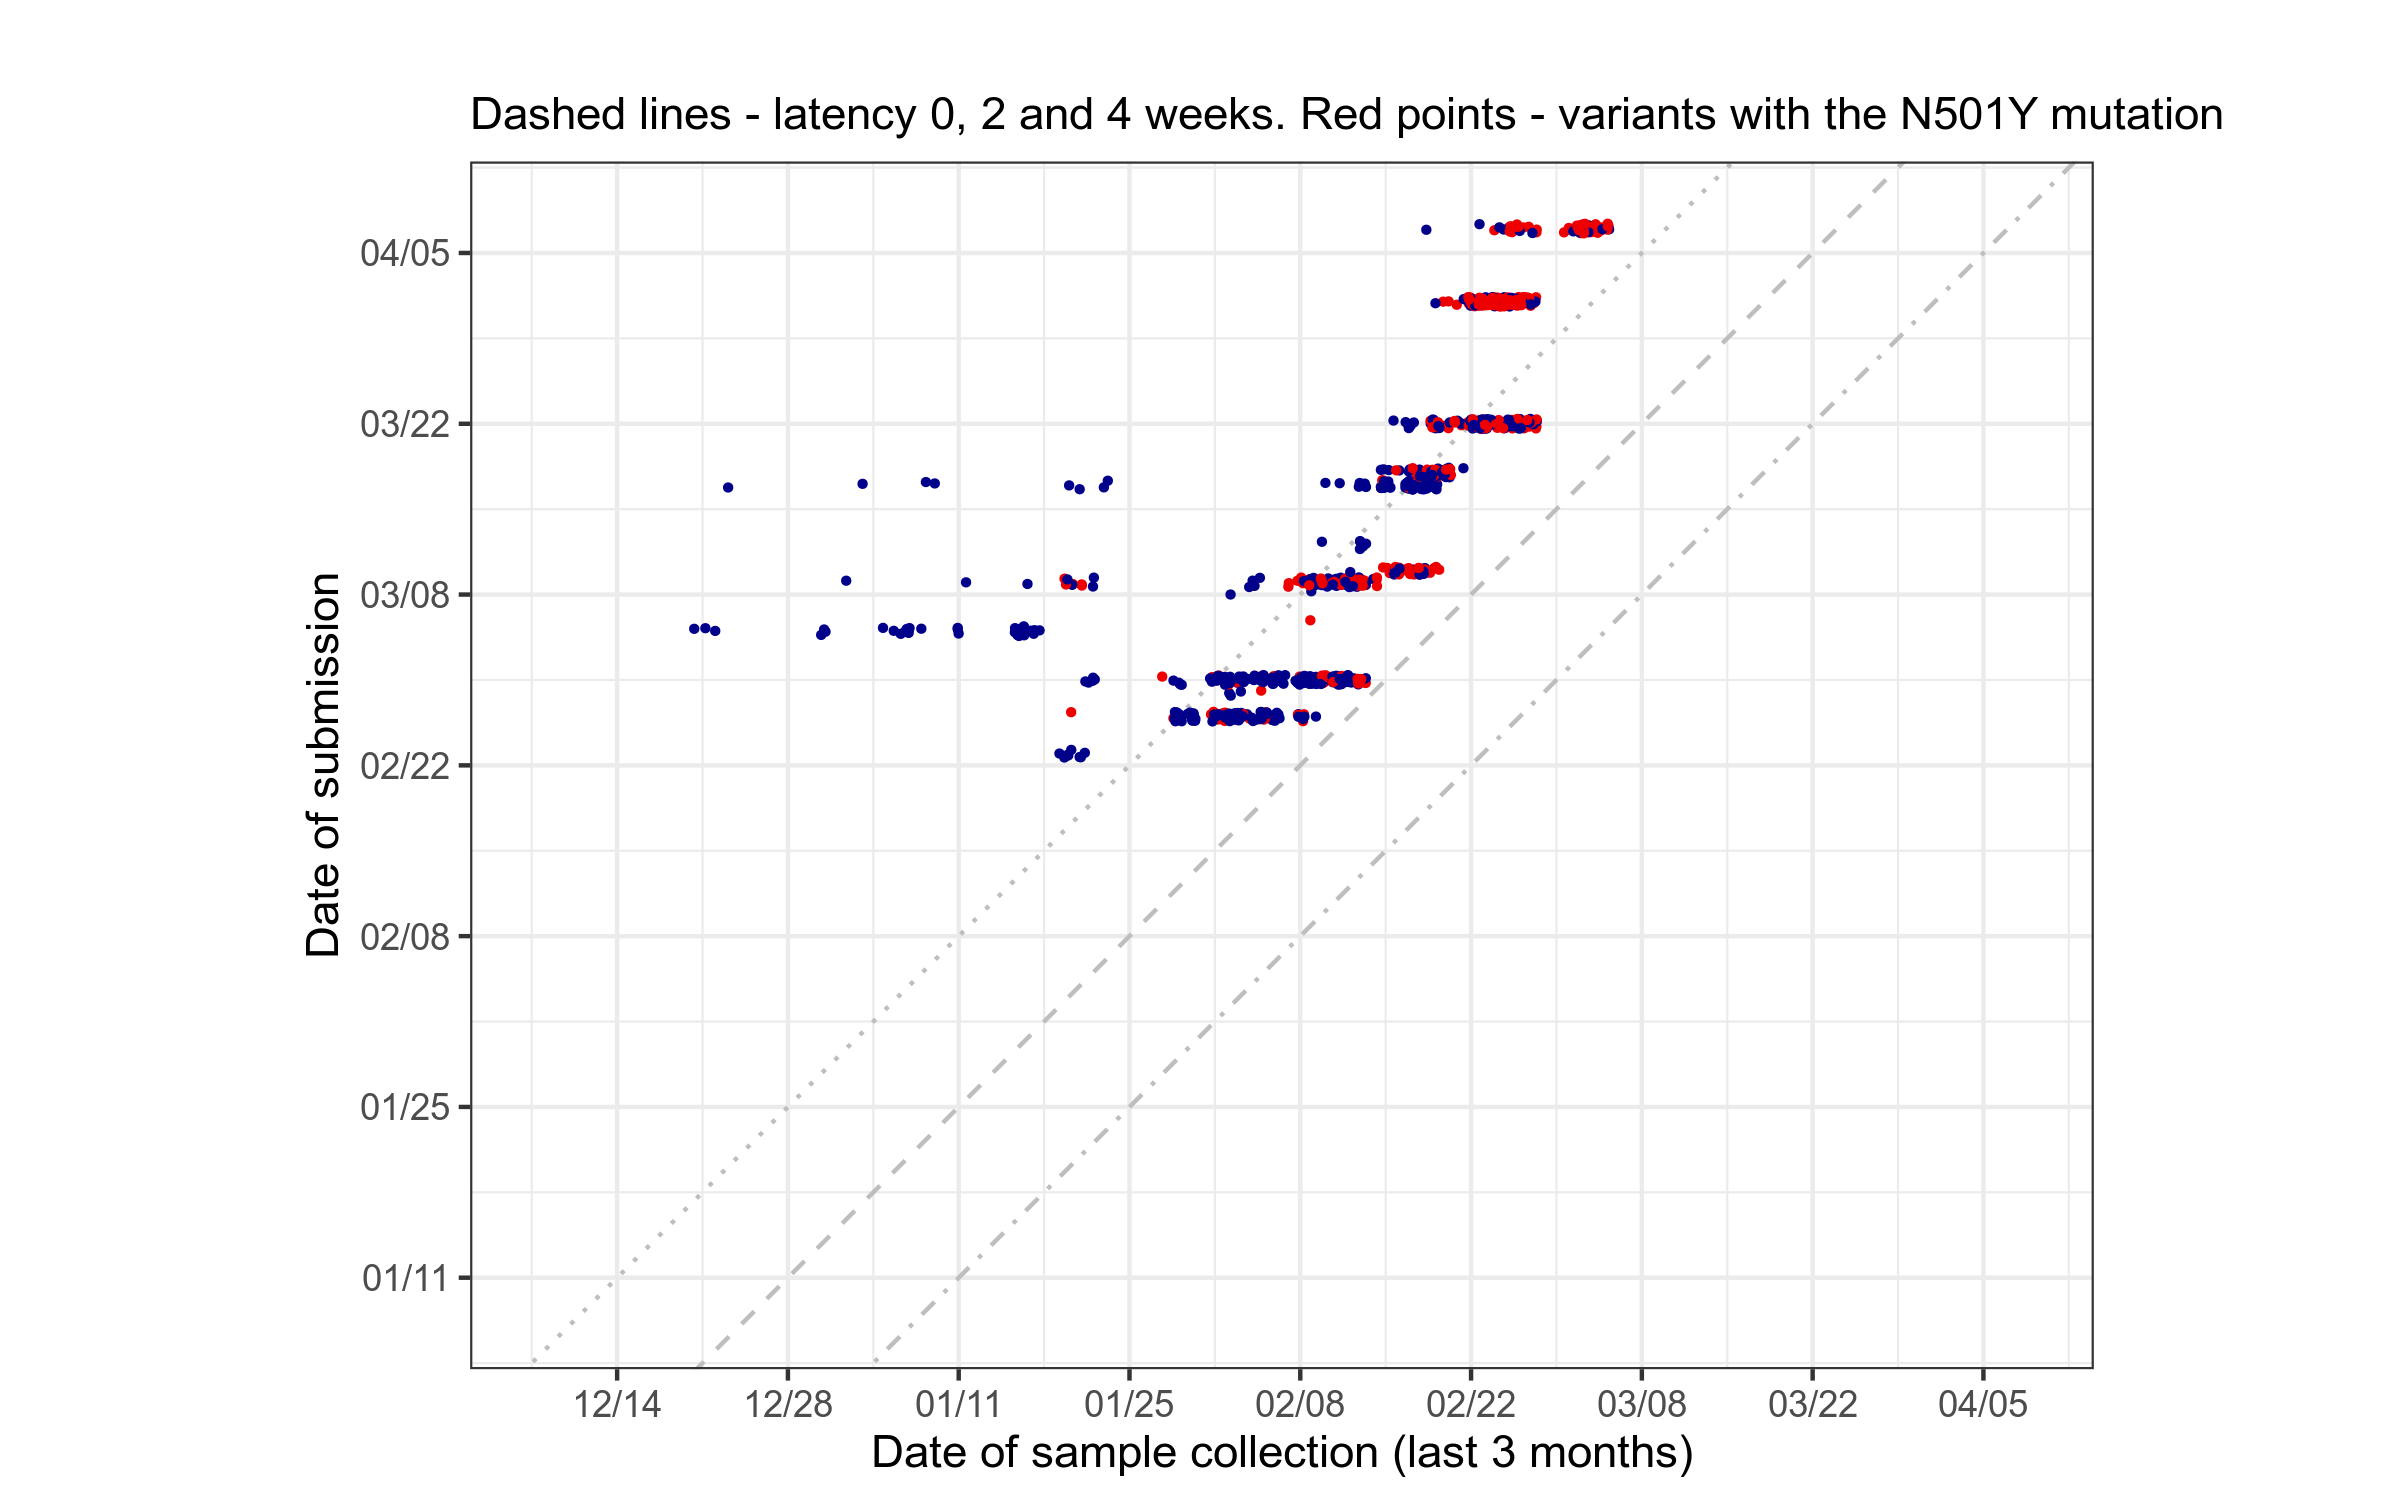 Dashed lines - latency 0, 2 and 4 weeks. Red points - variants with the N501Y mutation
Date of submission
04/05
03/22
03/08
02/22
02/08
01/25
01/11
12/14 12/28 01/11 01/25 02/08 02/22 03/08 03/22 04/05
Date of sample collection (last 3 months)